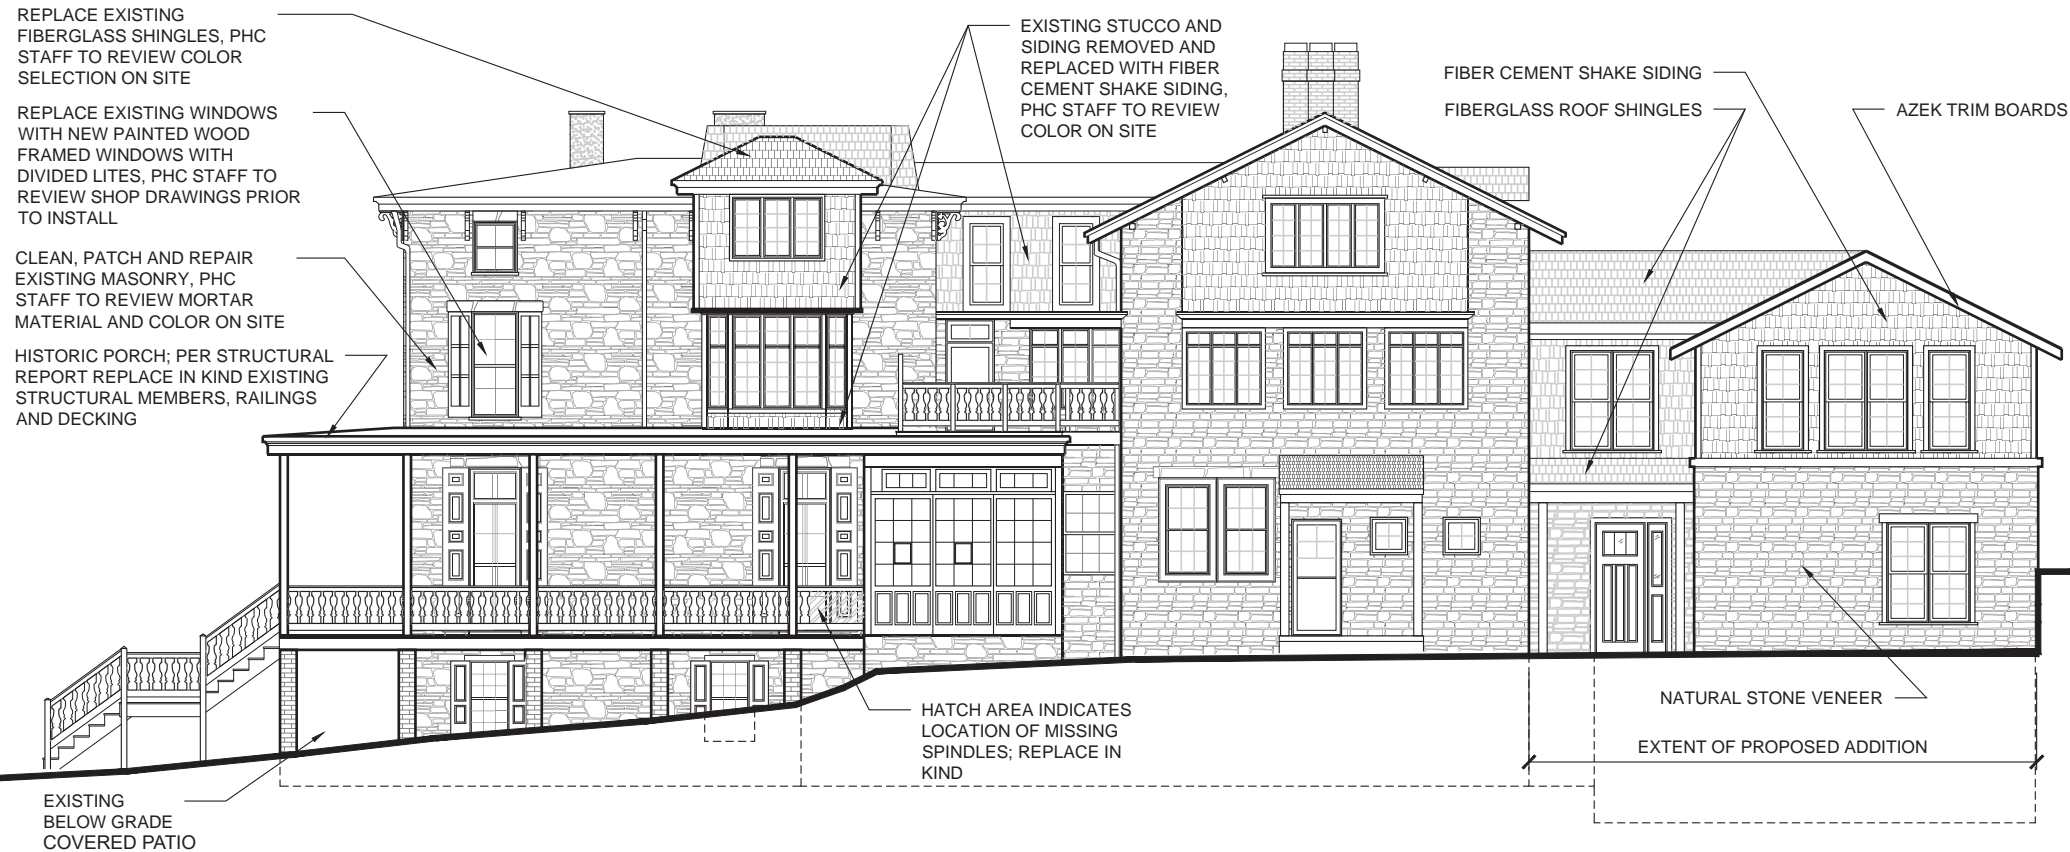 REPLACE EXISTING
FIBERGLASS SHINGLES, PHC
STAFF TO REVIEW COLOR
SELECTION ON SITE
REPLACE EXISTING WINDOWS
WITH NEW PAINTED WOOD
FRAMED WINDOWS WITH
DIVIDED LITES, PHC STAFF TO
REVIEW SHOP DRAWINGS PRIOR
TO INSTALL
CLEAN, PATCH AND REPAIR
EXISTING MASONRY, PHC
STAFF TO REVIEW MORTAR
MATERIAL AND COLOR ON SITE
HISTORIC PORCH; PER STRUCTURAL
REPORT REPLACE IN KIND EXISTING
STRUCTURAL MEMBERS, RAILINGS
AND DECKING
EXISTING STUCCO AND
SIDING REMOVED AND
REPLACED WITH FIBER
CEMENT SHAKE SIDING,
PHC STAFF TO REVIEW
COLOR ON SITE
FIBER CEMENT SHAKE SIDING
FIBERGLASS ROOF SHINGLES
AZEK TRIM BOARDS
HATCH AREA INDICATES
LOCATION OF MISSING
SPINDLES; REPLACE IN
KIND
NATURAL STONE VENEER
EXTENT OF PROPOSED ADDITION
EXISTING
BELOW GRADE
COVERED PATIO